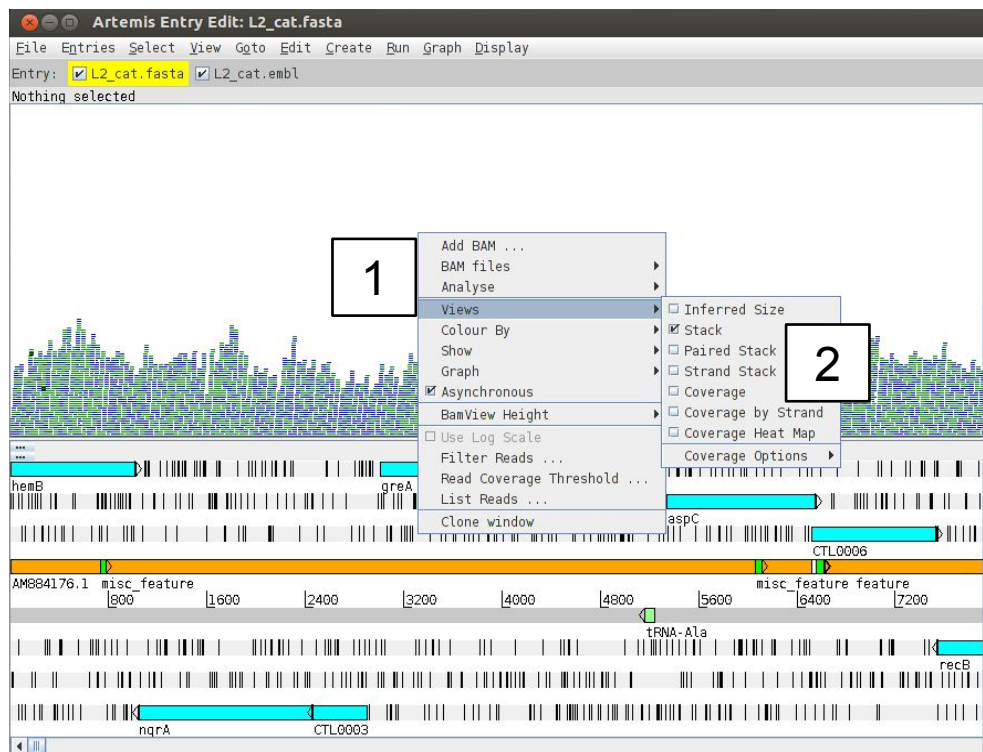 Artemis Entry Edit: L2_cat.fasta
File Entries Select View Goto Edit Create Run Graph Display
Entry: L2_cat.fasta L2_cat.embl
Nothing selected
1
Add BAM ...
BAM files
Analyse
Views
Colour By
Show
Graph
Asynchronous
BamView Height
Use Log Scale
Filter Reads ...
Read Coverage Threshold ...
List Reads ...
Clone window
2
Inferred Size
Stack
Paired Stack
Strand Stack
Coverage
Coverage by Strand
Coverage Heat Map
Coverage Options
hemB greA
aspC
CTL0006
AM884176.1 misc_feature misc_feature feature
800 1600 2400 3200 4000 4800 5600 6400 7200
tRNA-Ala
recB
nqrA CTL0003